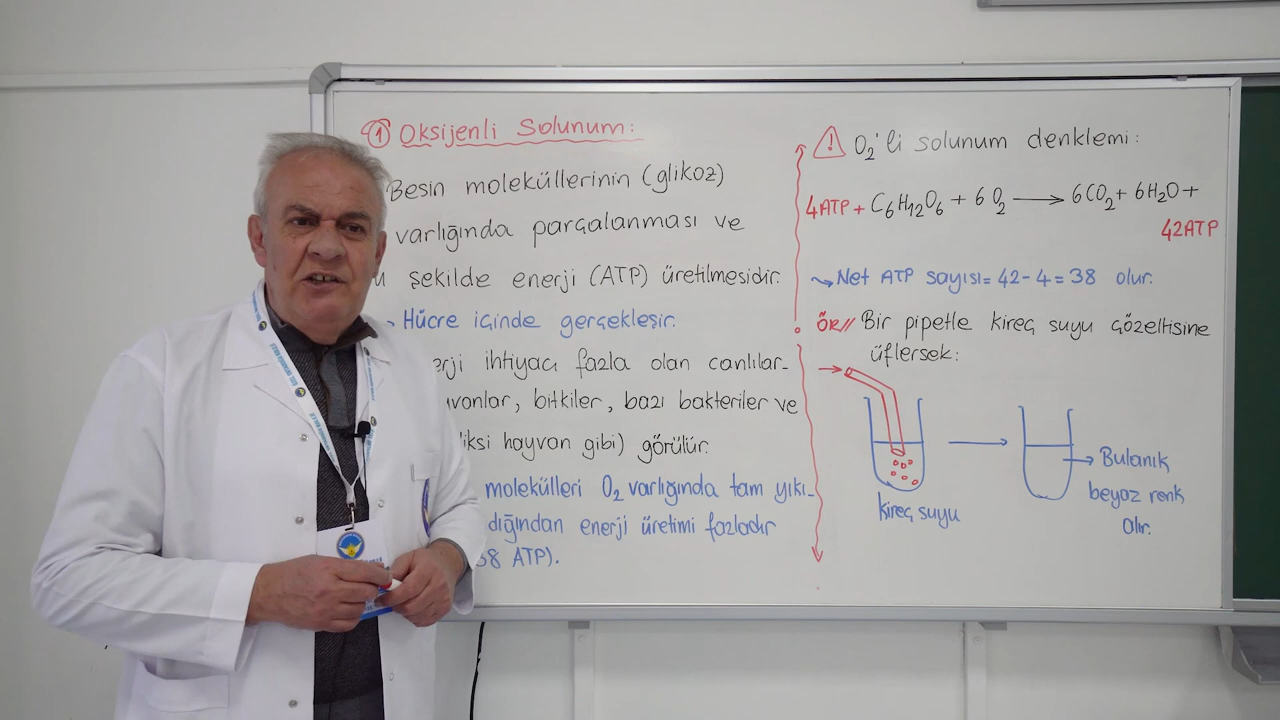 ① Oksijenli Solunum:
Besin moleküllerinin (glikoz)
varlığında parçalanması ve
şekilde enerji (ATP) üretilmesidir.
Hücre içinde gerçekleşir.
ihtiyacı fazla olan canlılar-
bitkiler, bazı bakteriler ve
hayvan gibi) görülür.
molekülleri O₂ varlığında tam yıkı-
dığından enerji üretimi fazladır
38 ATP).
! O₂'li solunum denklemi:
4ATP + C₆H₁₂O₆ + 6 O₂ → 6CO₂ + 6H₂O +
42ATP
Net ATP sayısı = 42 - 4 = 38 olur.
ÖR// Bir pipetle kireç suyu çözeltisine
üflersek:
kireç suyu
Bulanık
beyaz renk
alır.